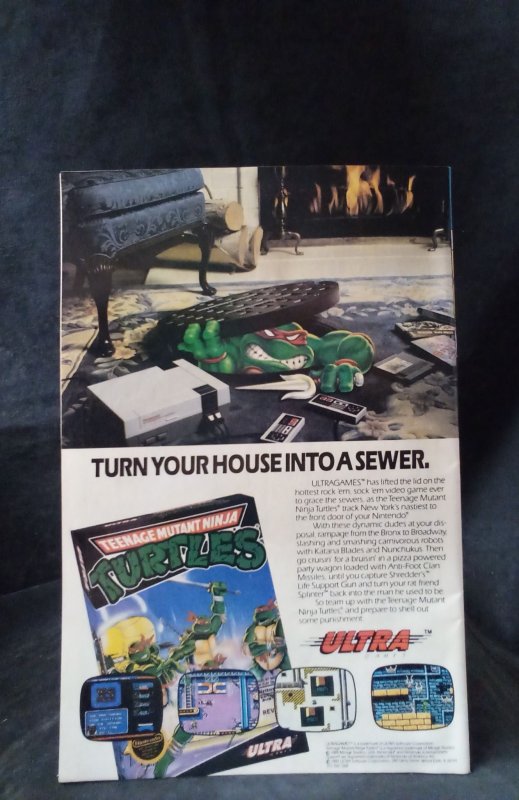 TURN YOUR HOUSE INTO A SEWER.
ULTRAGAMES™ has lifted the lid on the
hottest rock 'em, sock 'em video game ever
to grace the sewers, as the Teenage Mutant
Ninja Turtles® track New York's nastiest to
the front door of your Nintendo®
With these dynamic dudes at your dis-
posal, rampage from the Bronx to Broadway,
slashing and smashing carnivorous robots
with Katana Blades and Nunchukus. Then
go cruisin' for a bruisin' in a pizza powered
party wagon loaded with Anti-Foot Clan
Missiles, until you capture Shredder's™
Life Support Gun and turn your rat friend
Splinter™ back into the man he used to be.
So team up with the Teenage Mutant
Ninja Turtles® and prepare to shell out
some punishment.
ULTRA™
GAMES
TEENAGE MUTANT NINJA
TURTLES
ULTRA